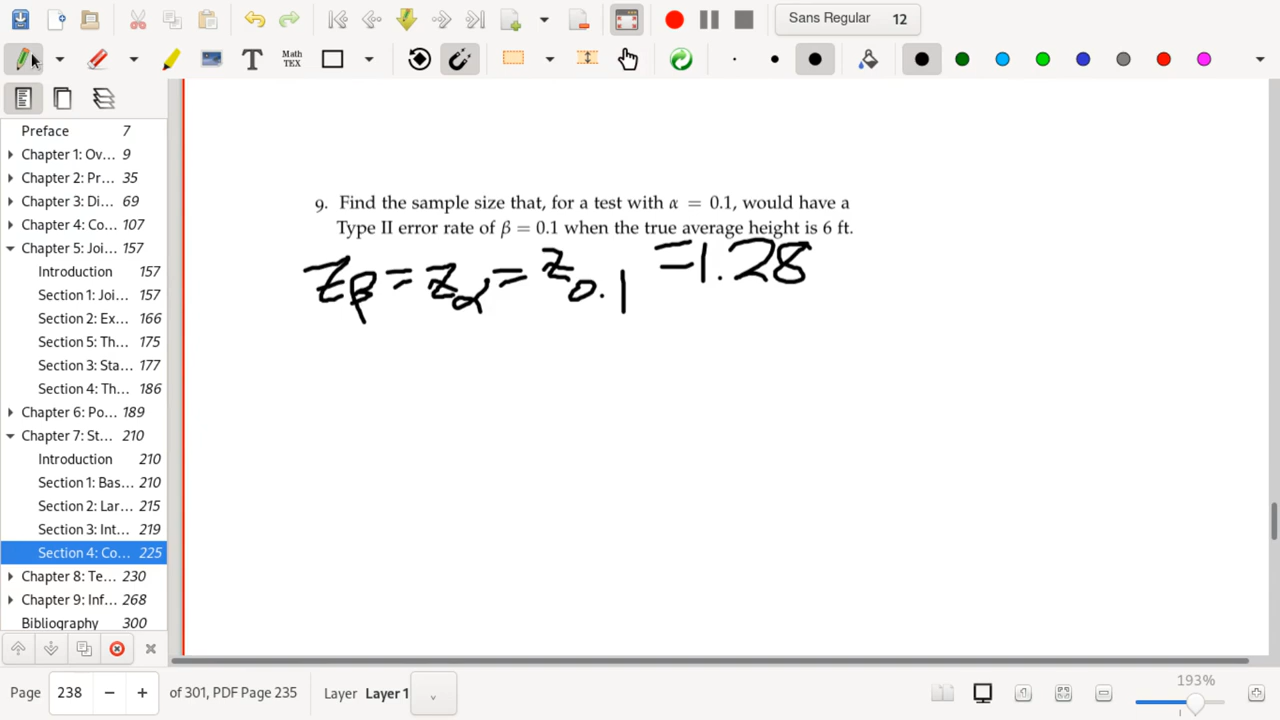 Sans Regular 12
Math
TEX
Preface 7
Chapter 1: Ov... 9
Chapter 2: Pr... 35
Chapter 3: Di... 69
Chapter 4: Co... 107
Chapter 5: Joi... 157
Introduction 157
Section 1: Joi... 157
Section 2: Ex... 166
Section 5: Th... 175
Section 3: Sta... 177
Section 4: Th... 186
Chapter 6: Po... 189
Chapter 7: St... 210
Introduction 210
Section 1: Bas... 210
Section 2: Lar... 215
Section 3: Int... 219
Section 4: Co... 225
Chapter 8: Te... 230
Chapter 9: Inf... 268
Bibliography 300
9. Find the sample size that, for a test with α = 0.1, would have a
Type II error rate of β = 0.1 when the true average height is 6 ft.
z_β = z_α = z_0.1 = 1.28
Page 238 − + of 301, PDF Page 235 Layer Layer 1
193%